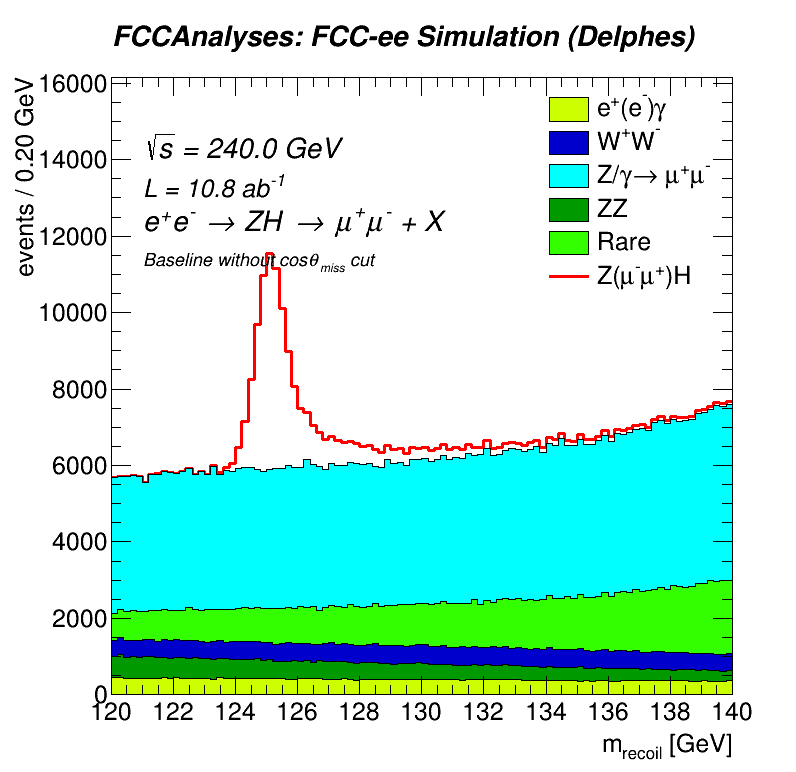 FCCAnalyses: FCC-ee Simulation (Delphes)
events / 0.20 GeV
16000
14000
12000
10000
8000
6000
4000
2000
0
√s = 240.0 GeV
L = 10.8 ab⁻¹
e⁺e⁻ → ZH → μ⁺μ⁻ + X
Baseline without cosθ_miss cut
e⁺(e⁻)γ
W⁺W⁻
Z/γ→ μ⁺μ⁻
ZZ
Rare
Z(μ⁻μ⁺)H
120 122 124 126 128 130 132 134 136 138 140
m_recoil [GeV]